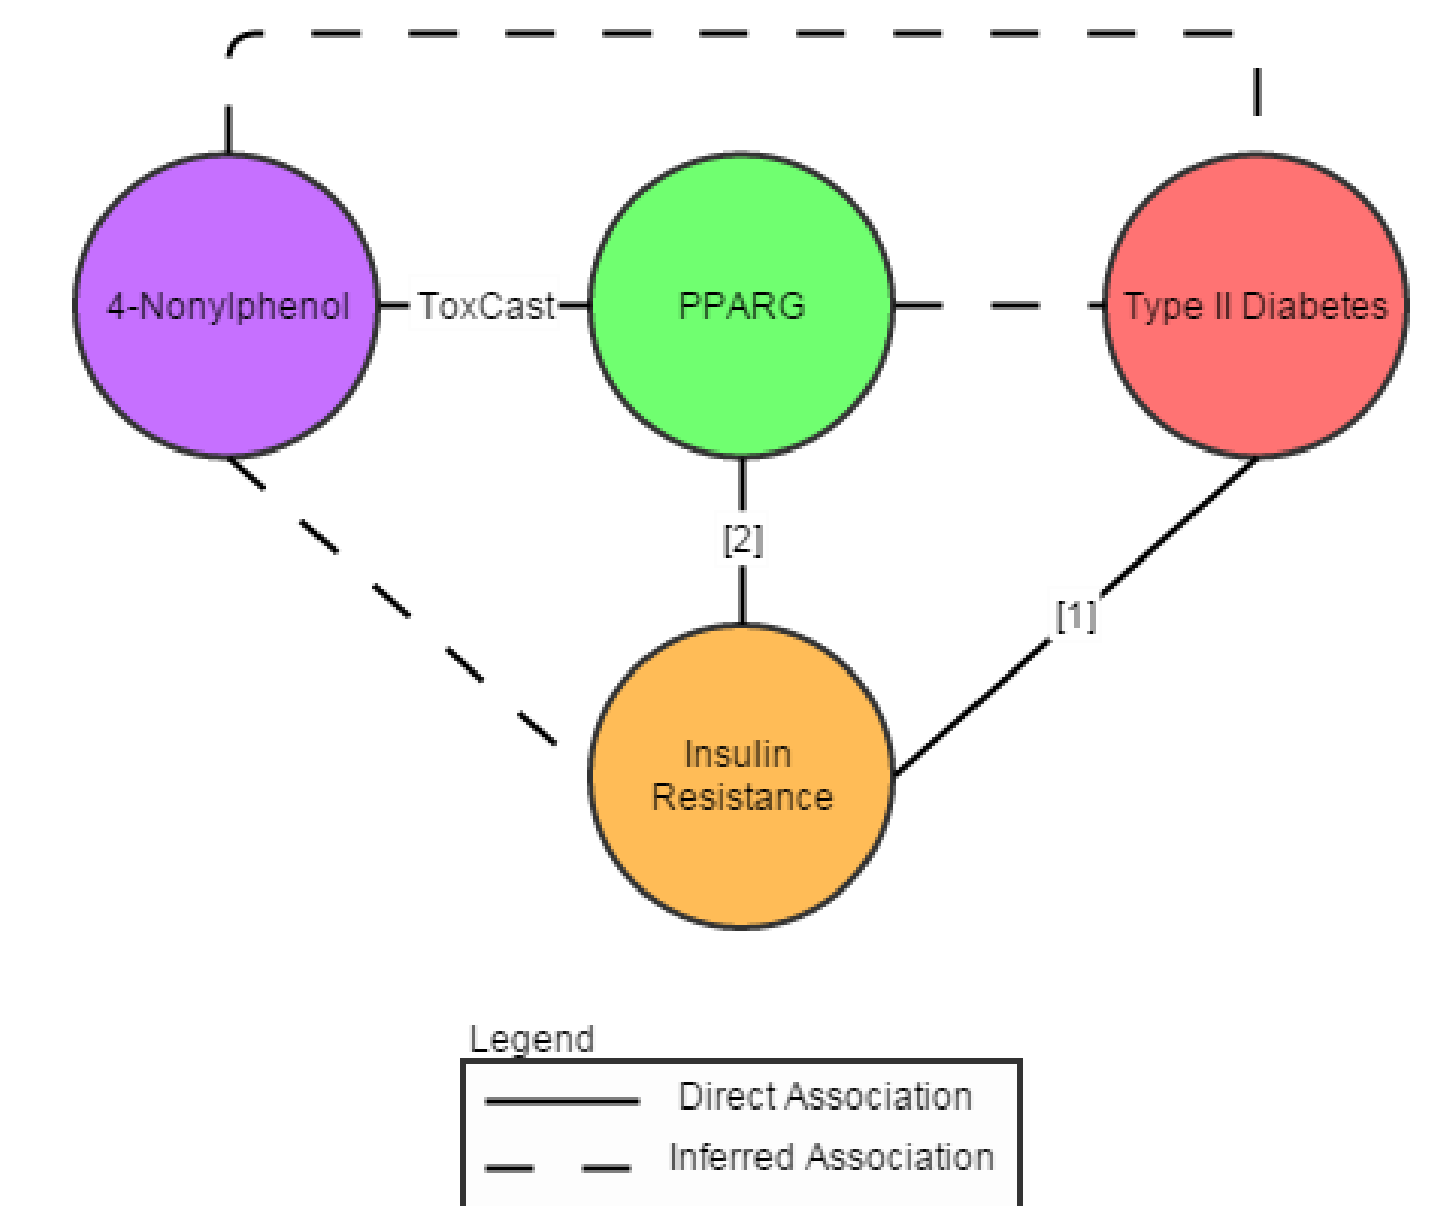 4-Nonylphenol
ToxCast
PPARG
Type II Diabetes
[2]
[1]
Insulin
Resistance
Legend
Direct Association
Inferred Association